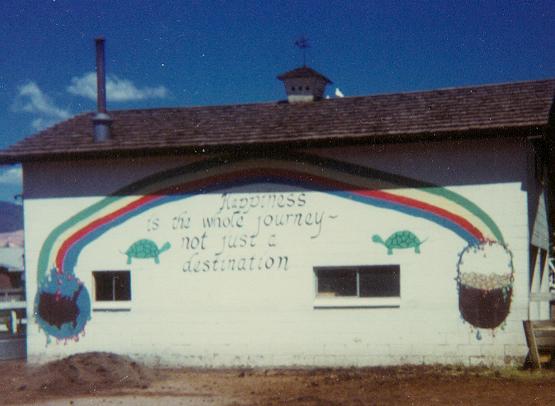 Happiness
is the whole journey~
not just a
destination